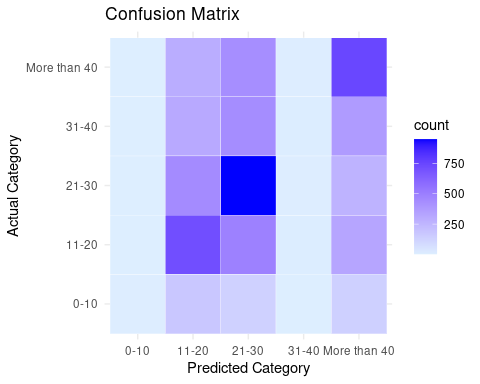 Confusion Matrix
More than 40
31-40
21-30
11-20
0-10
Actual Category
0-10 11-20 21-30 31-40 More than 40
Predicted Category
count
750
500
250